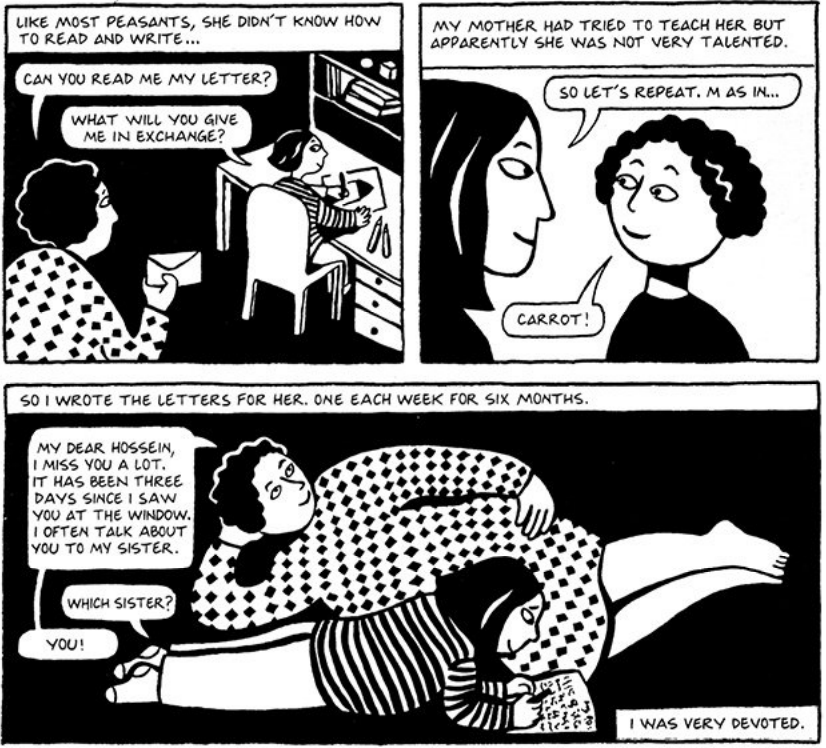 LIKE MOST PEASANTS, SHE DIDN'T KNOW HOW
TO READ AND WRITE...
CAN YOU READ ME MY LETTER?
WHAT WILL YOU GIVE
ME IN EXCHANGE?
MY MOTHER HAD TRIED TO TEACH HER BUT
APPARENTLY SHE WAS NOT VERY TALENTED.
SO LET'S REPEAT. M AS IN...
CARROT!
SO I WROTE THE LETTERS FOR HER. ONE EACH WEEK FOR SIX MONTHS.
MY DEAR HOSSEIN,
I MISS YOU A LOT.
IT HAS BEEN THREE
DAYS SINCE I SAW
YOU AT THE WINDOW.
I OFTEN TALK ABOUT
YOU TO MY SISTER.
WHICH SISTER?
YOU!
I WAS VERY DEVOTED.